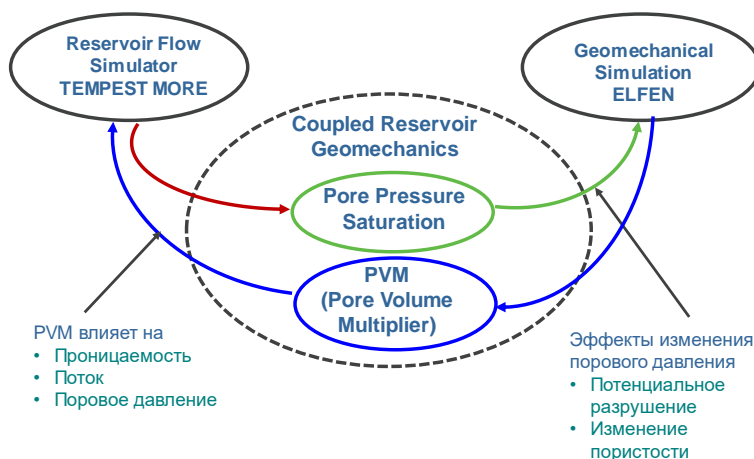 Reservoir Flow
Simulator
TEMPEST MORE
Geomechanical
Simulation
ELFEN
Coupled Reservoir
Geomechanics
Pore Pressure
Saturation
PVM
(Pore Volume
Multiplier)
PVM влияет на
• Проницаемость
• Поток
• Поровое давление
Эффекты изменения
порового давления
• Потенциальное
разрушение
• Изменение
пористости